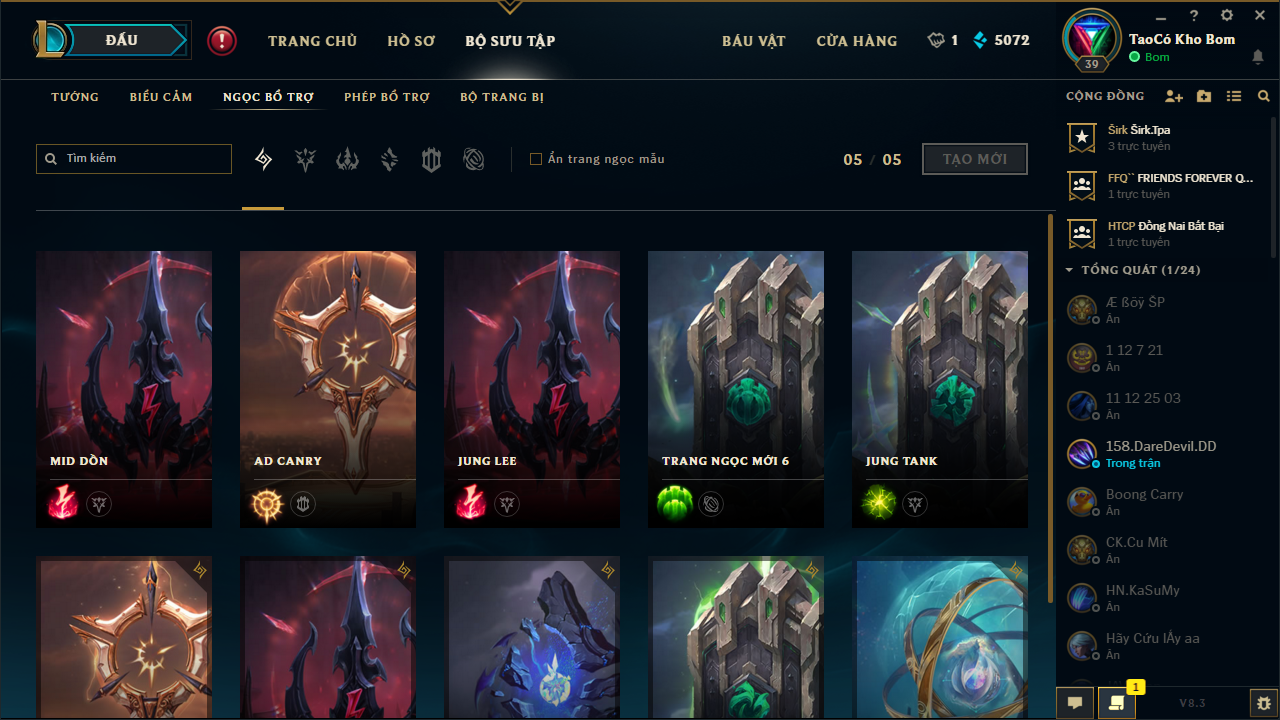 ĐẤU
TRANG CHỦ
HỒ SƠ
BỘ SƯU TẬP
BÁU VẬT
CỬA HÀNG
1
5072
39
TaoCó Kho Bom
Bom
TƯỚNG
BIỂU CẢM
NGỌC BỔ TRỢ
PHÉP BỔ TRỢ
BỘ TRANG BỊ
Tìm kiếm
Ẩn trang ngọc mẫu
05 / 05
TẠO MỚI
MID DỒN
AD CANRY
JUNG LEE
TRANG NGỌC MỚI 6
JUNG TANK
CỘNG ĐỒNG
Širk Širk.Tpa
3 trực tuyến
FFQ`` FRIENDS FOREVER Q...
1 trực tuyến
HTCP Đồng Nai Bất Bại
1 trực tuyến
TỔNG QUÁT (1/24)
Æ ßöÿ ŠP
Ẩn
1 12 7 21
Ẩn
11 12 25 03
Ẩn
158.DareDevil.DD
Trong trận
Boong Carry
Ẩn
CK.Cu Mít
Ẩn
HN.KaSuMy
Ẩn
Hãy Cứu lẤy aa
Ẩn
1
V8.3